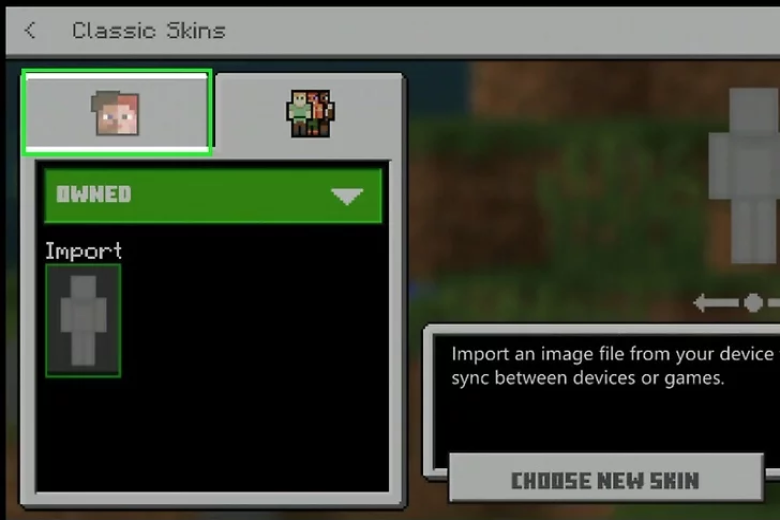 Classic Skins
OWNED
Import
Import an image file from your device
sync between devices or games.
CHOOSE NEW SKIN